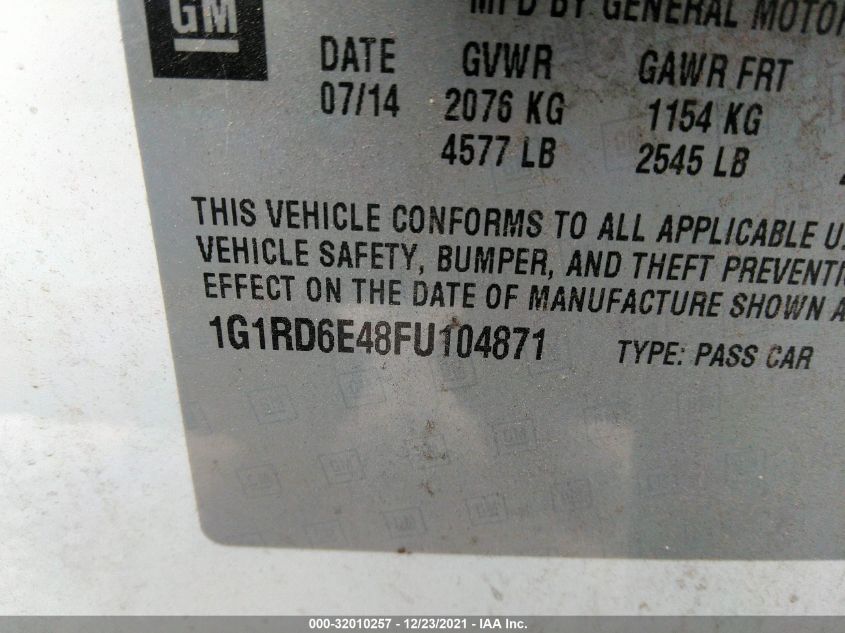 GM
MFD BY GENERAL MOTOR
DATE GVWR GAWR FRT
07/14 2076 KG 1154 KG
4577 LB 2545 LB
THIS VEHICLE CONFORMS TO ALL APPLICABLE U.
VEHICLE SAFETY, BUMPER, AND THEFT PREVENTI
EFFECT ON THE DATE OF MANUFACTURE SHOWN A
1G1RD6E48FU104871 TYPE: PASS CAR
000-32010257 - 12/23/2021 - IAA Inc.